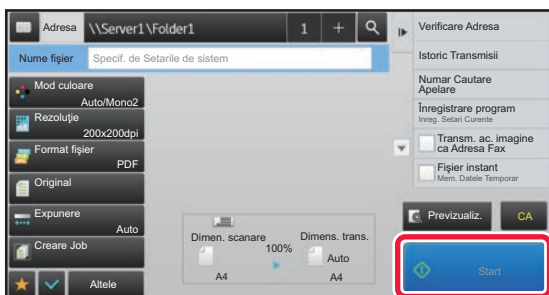 Adresa \\Server1\Folder1 1 +
Nume fişier Specif. de Setarile de sistem
Mod culoare
Auto/Mono2
Rezoluţie
200x200dpi
Format fişier
PDF
Original
Expunere
Auto
Creare Job
Altele
Dimen. scanare
100%
Dimens. trans.
Auto
A4
A4
Verificare Adresa
Istoric Transmisii
Numar Cautare
Apelare
Înregistrare program
Inreg. Setari Curente
Transm. ac. imagine
ca Adresa Fax
Fişier instant
Mem. Datele Temporar
Previzualiz.
CA
Start